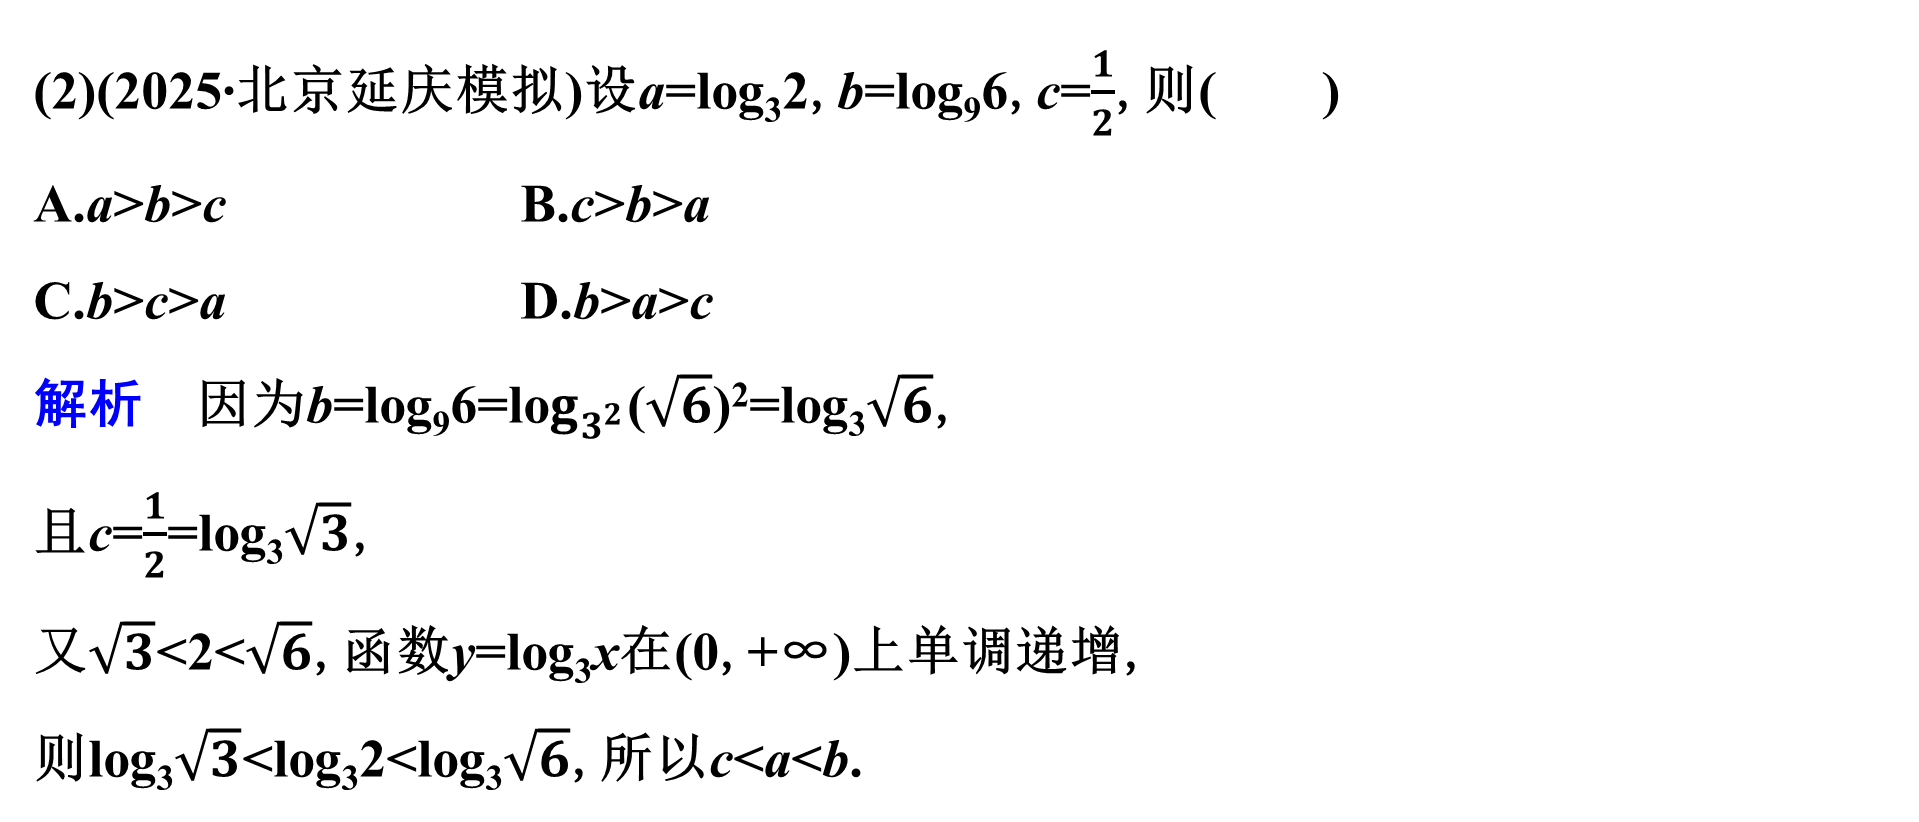 (2)(2025·北京延庆模拟)设a=log₃2, b=log₉6, c=1/2, 则(  )
A.a>b>c  B.c>b>a
C.b>c>a  D.b>a>c
解析 因为b=log₉6=log_{3²}(√6)²=log₃√6,
且c=1/2=log₃√3,
又√3<2<√6, 函数y=log₃x在(0, +∞)上单调递增,
则log₃√3<log₃2<log₃√6, 所以c<a<b.